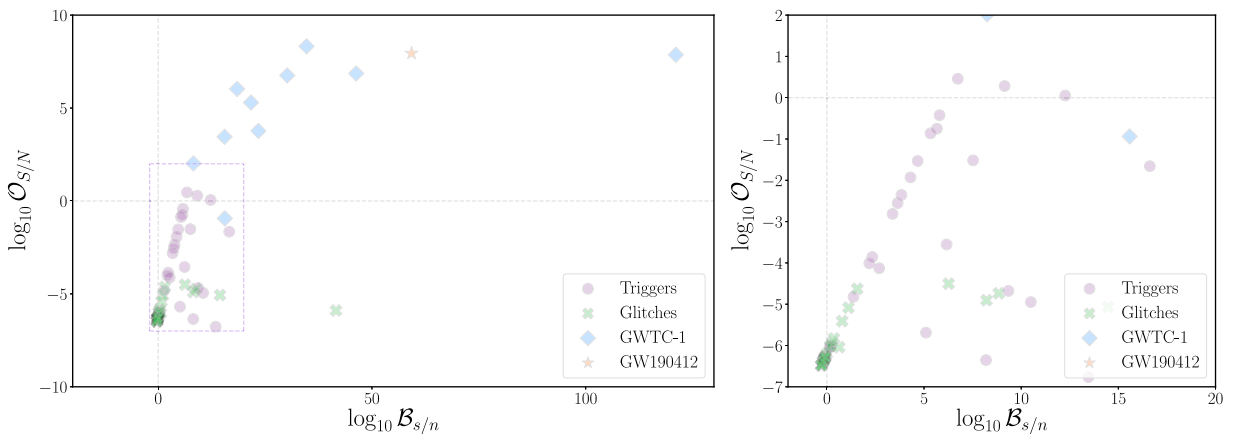 10
5
0
−5
−10
0
50
100
log₁₀ 𝒪S/N
log₁₀ ℬs/n
Triggers
Glitches
GWTC-1
GW190412
2
1
0
−1
−2
−3
−4
−5
−6
−7
0
5
10
15
20
log₁₀ 𝒪S/N
log₁₀ ℬs/n
Triggers
Glitches
GWTC-1
GW190412